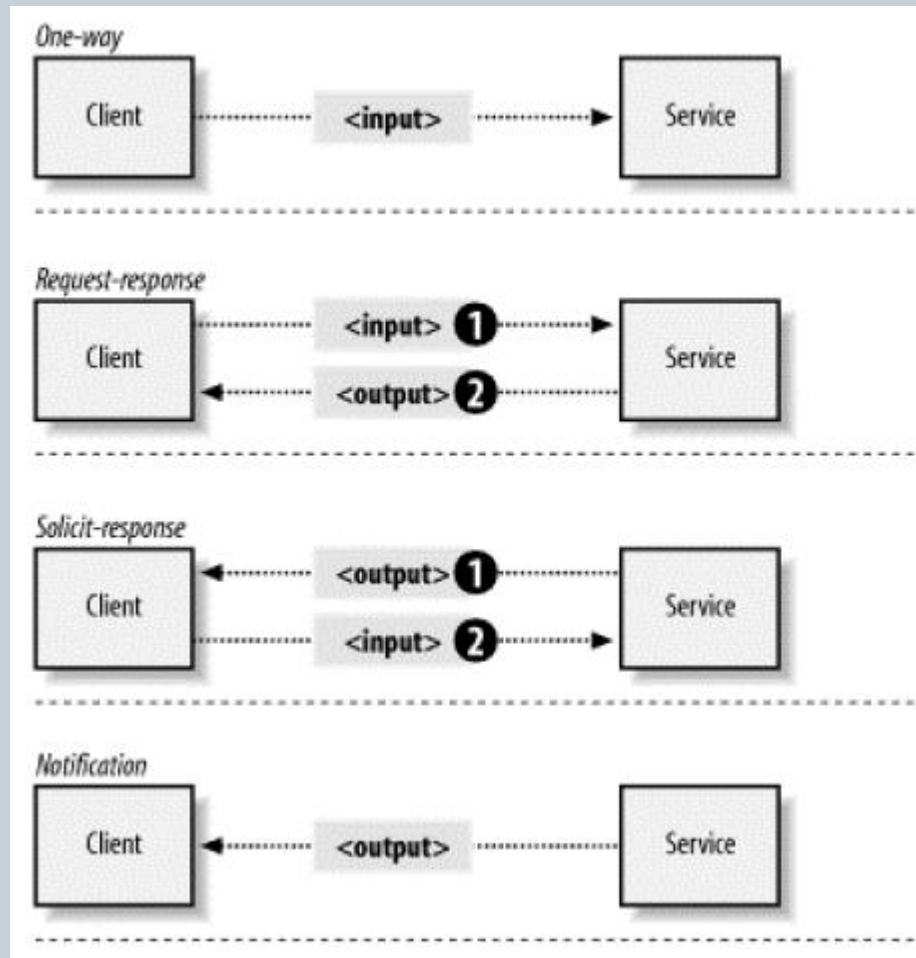 One-way
Client <input> Service
Request-response
<input> 1
Client Service
<output> 2
Solicit-response
<output> 1
Client Service
<input> 2
Notification
Client <output> Service